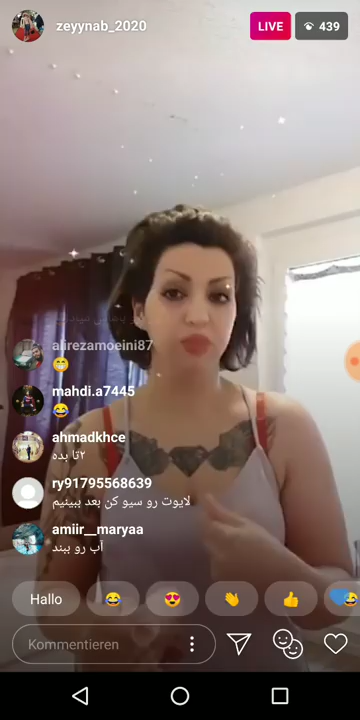 zeyynab_2020
LIVE
439
alirezamoeini87
😁
mahdi.a7445
😂
ahmadkhce
۲تا بده
ry91795568639
لایوت رو سیو کن بعد ببینیم
amiir__maryaa
آب رو ببند
Hallo 😂 😍 👏 👍 😂
Kommentieren